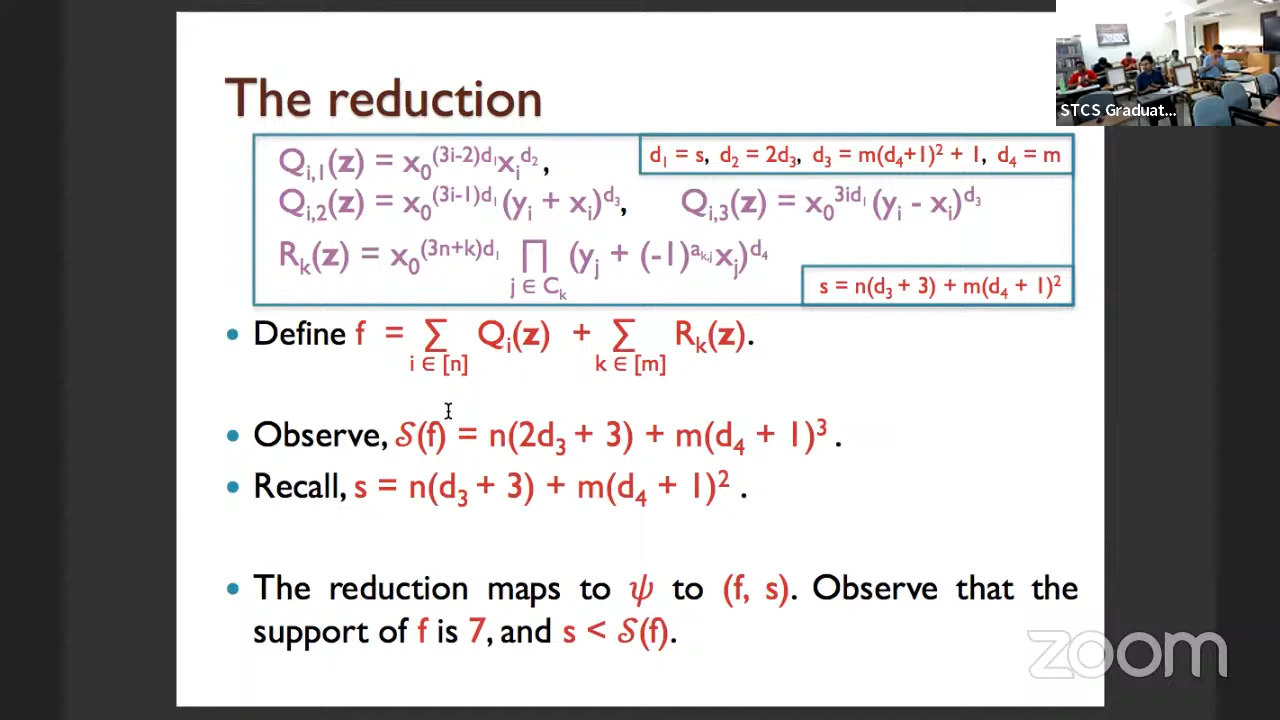 The reduction
STCS Graduat...
Q_{i,1}(z) = x_0^{(3i-2)d_1} x_i^{d_2},
d_1 = s, d_2 = 2d_3, d_3 = m(d_4+1)^2 + 1, d_4 = m
Q_{i,2}(z) = x_0^{(3i-1)d_1} (y_i + x_i)^{d_3}, Q_{i,3}(z) = x_0^{3id_1} (y_i - x_i)^{d_3}
R_k(z) = x_0^{(3n+k)d_1} ∏_{j ∈ C_k} (y_j + (-1)^{a_{k,j}} x_j)^{d_4}
s = n(d_3 + 3) + m(d_4 + 1)^2
• Define f = ∑_{i ∈ [n]} Q_i(z) + ∑_{k ∈ [m]} R_k(z).
• Observe, 𝒮(f) = n(2d_3 + 3) + m(d_4 + 1)^3 .
• Recall, s = n(d_3 + 3) + m(d_4 + 1)^2 .
• The reduction maps to ψ to (f, s). Observe that the
support of f is 7, and s < 𝒮(f).
zoom